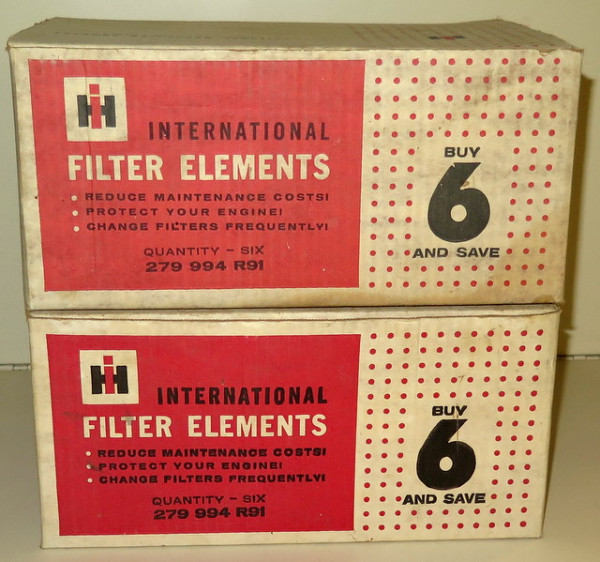 IH
INTERNATIONAL
FILTER ELEMENTS
• REDUCE MAINTENANCE COSTS!
• PROTECT YOUR ENGINE!
• CHANGE FILTERS FREQUENTLY!
QUANTITY – SIX
279 994 R91
BUY
6
AND SAVE
IH
INTERNATIONAL
FILTER ELEMENTS
• REDUCE MAINTENANCE COSTS!
• PROTECT YOUR ENGINE!
• CHANGE FILTERS FREQUENTLY!
QUANTITY – SIX
279 994 R91
BUY
6
AND SAVE